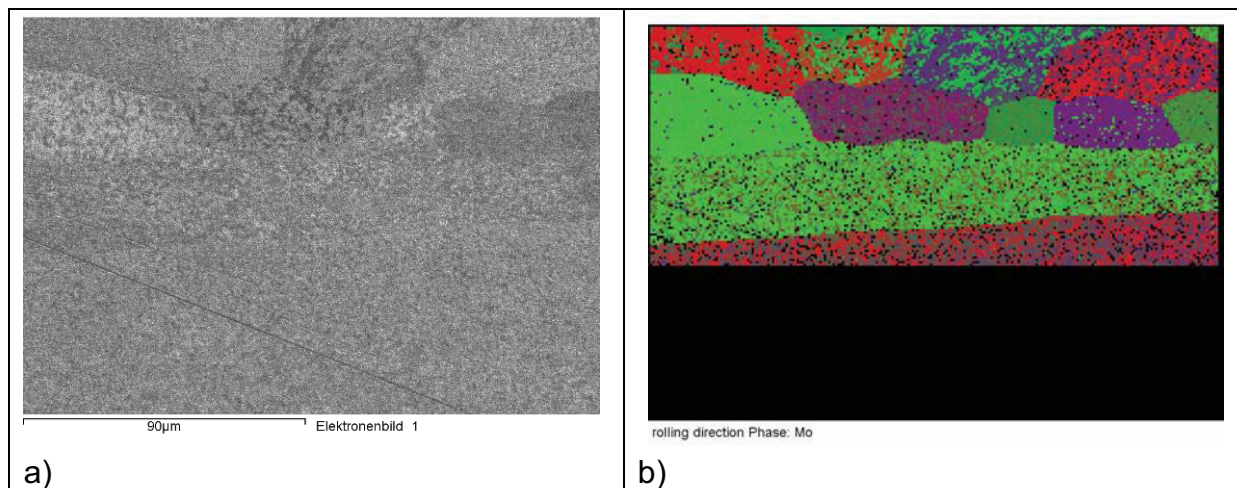 90µm
Elektronenbild 1
a)
rolling direction Phase: Mo
b)